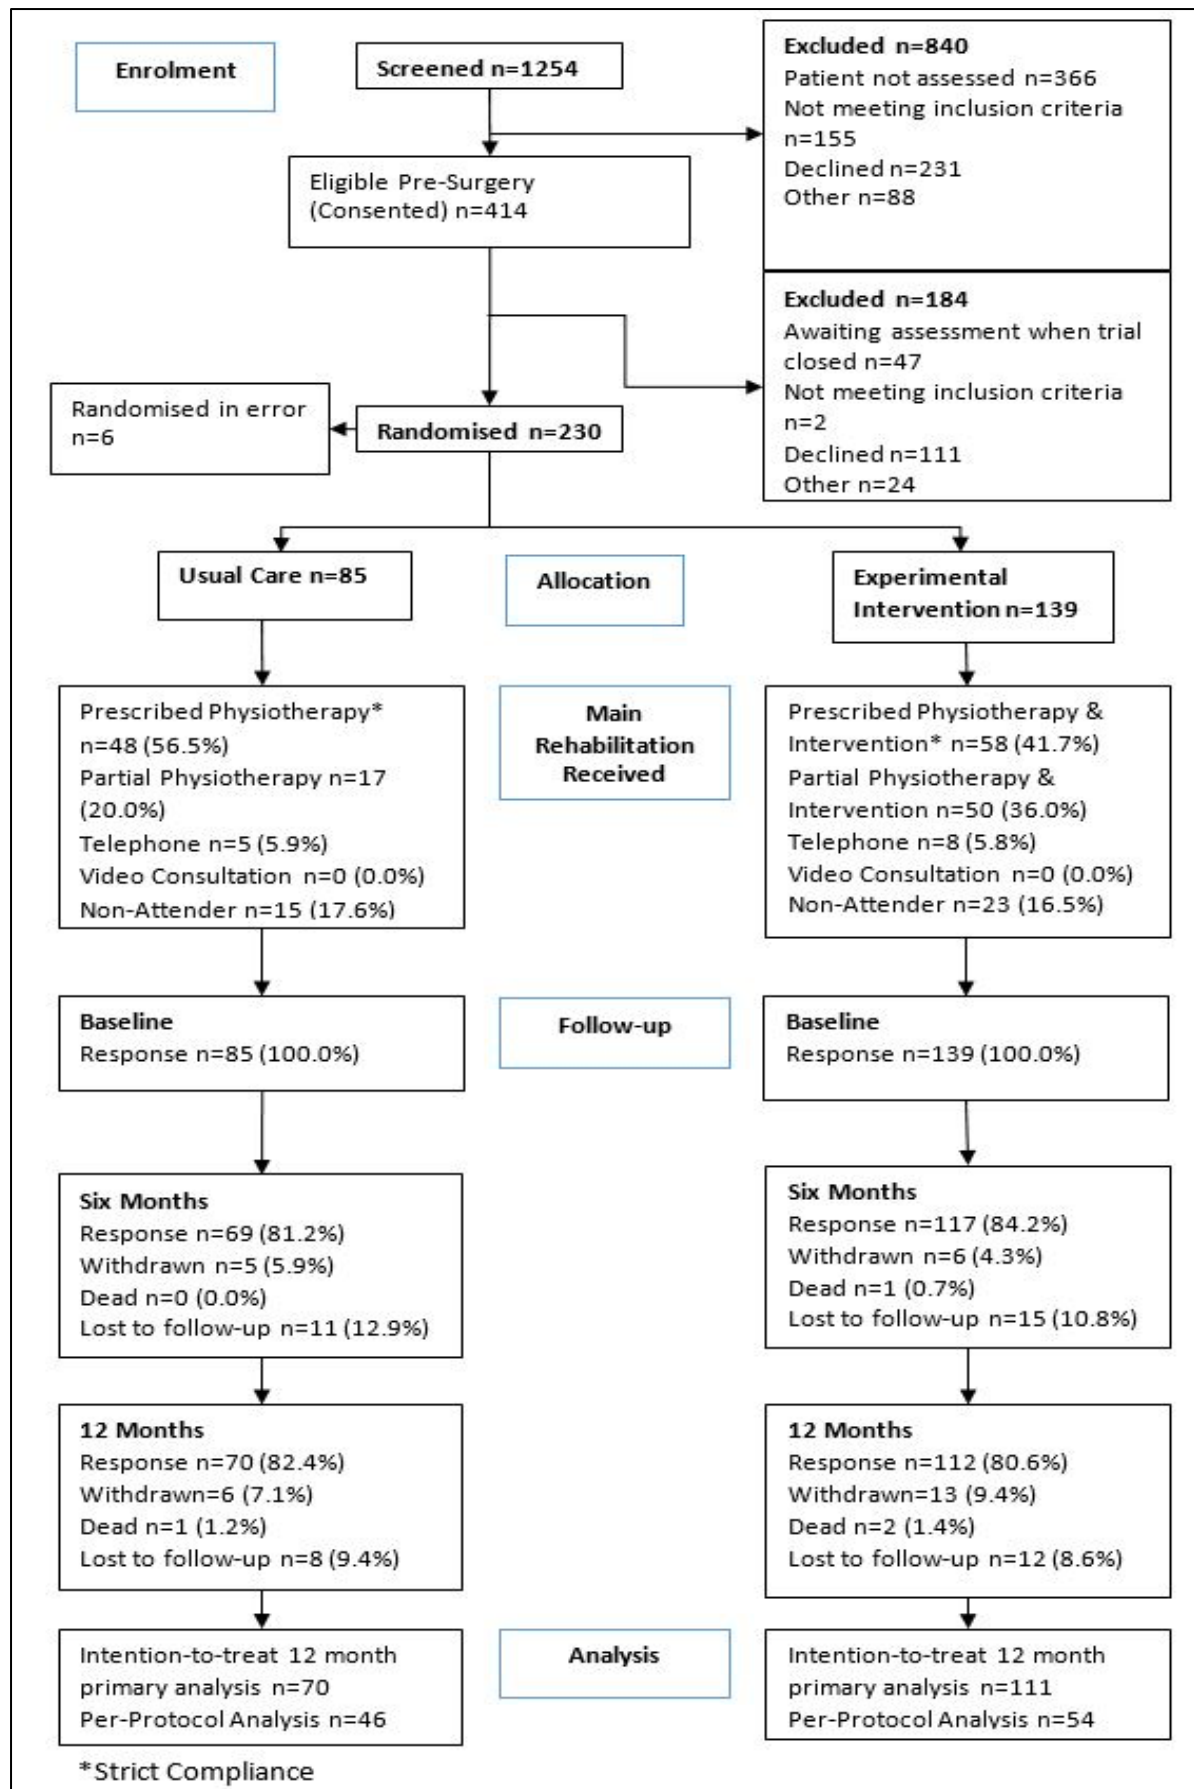 Enrolment
Screened n=1254
Excluded n=840
Patient not assessed n=366
Not meeting inclusion criteria
n=155
Declined n=231
Other n=88
Eligible Pre-Surgery
(Consented) n=414
Excluded n=184
Awaiting assessment when trial
closed n=47
Not meeting inclusion criteria
n=2
Declined n=111
Other n=24
Randomised in error
n=6
Randomised n=230
Usual Care n=85
Allocation
Experimental
Intervention n=139
Prescribed Physiotherapy*
n=48 (56.5%)
Partial Physiotherapy n=17
(20.0%)
Telephone n=5 (5.9%)
Video Consultation n=0 (0.0%)
Non-Attender n=15 (17.6%)
Main
Rehabilitation
Received
Prescribed Physiotherapy &
Intervention* n=58 (41.7%)
Partial Physiotherapy &
Intervention n=50 (36.0%)
Telephone n=8 (5.8%)
Video Consultation n=0 (0.0%)
Non-Attender n=23 (16.5%)
Baseline
Response n=85 (100.0%)
Follow-up
Baseline
Response n=139 (100.0%)
Six Months
Response n=69 (81.2%)
Withdrawn n=5 (5.9%)
Dead n=0 (0.0%)
Lost to follow-up n=11 (12.9%)
Six Months
Response n=117 (84.2%)
Withdrawn n=6 (4.3%)
Dead n=1 (0.7%)
Lost to follow-up n=15 (10.8%)
12 Months
Response n=70 (82.4%)
Withdrawn=6 (7.1%)
Dead n=1 (1.2%)
Lost to follow-up n=8 (9.4%)
12 Months
Response n=112 (80.6%)
Withdrawn=13 (9.4%)
Dead n=2 (1.4%)
Lost to follow-up n=12 (8.6%)
Intention-to-treat 12 month
primary analysis n=70
Per-Protocol Analysis n=46
Analysis
Intention-to-treat 12 month
primary analysis n=111
Per-Protocol Analysis n=54
*Strict Compliance